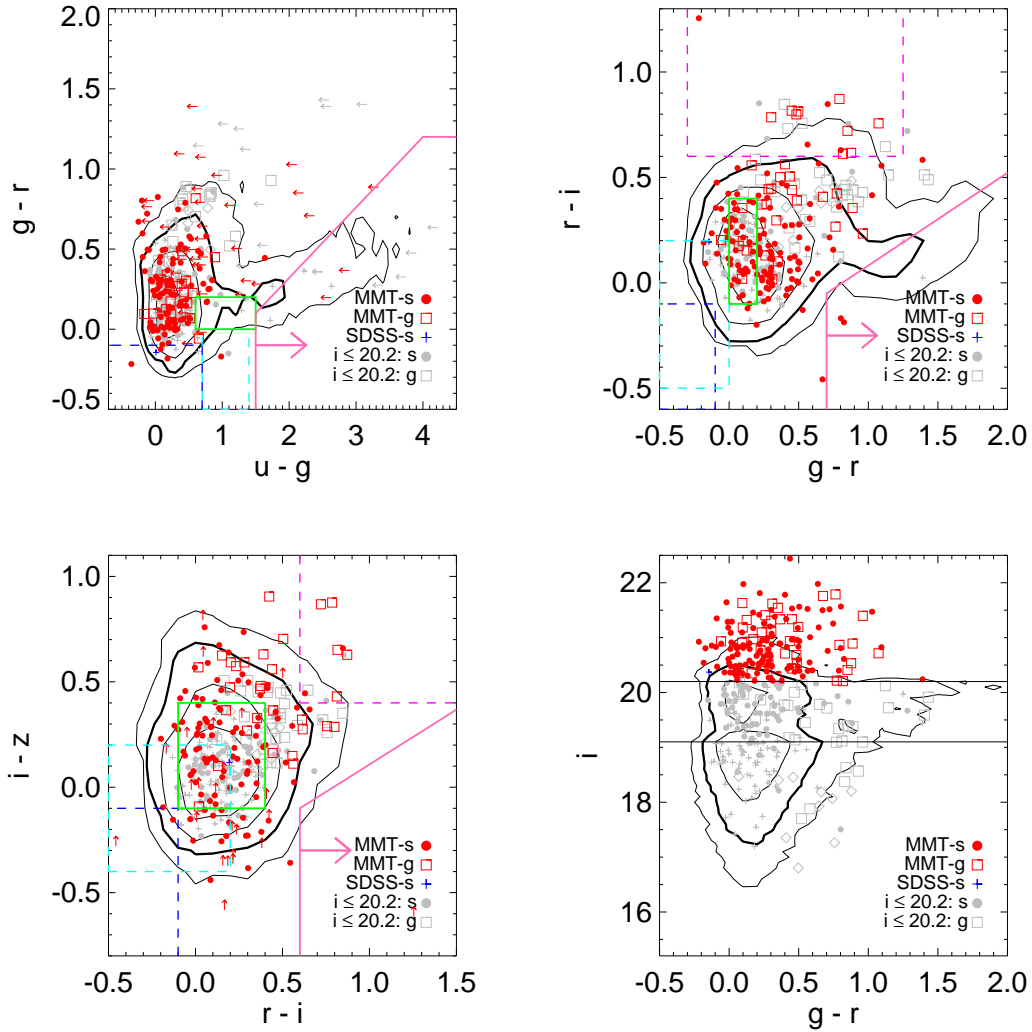 2.0
1.5
1.0
0.5
0.0
-0.5
g - r
0
1
2
3
4
u - g
MMT-s
MMT-g
SDSS-s
i ≤ 20.2: s
i ≤ 20.2: g
1.0
0.5
0.0
-0.5
r - i
-0.5
0.0
0.5
1.0
1.5
2.0
g - r
MMT-s
MMT-g
SDSS-s
i ≤ 20.2: s
i ≤ 20.2: g
1.0
0.5
0.0
-0.5
i - z
-0.5
0.0
0.5
1.0
1.5
r - i
MMT-s
MMT-g
SDSS-s
i ≤ 20.2: s
i ≤ 20.2: g
22
20
18
16
i
-0.5
0.0
0.5
1.0
1.5
2.0
g - r
MMT-s
MMT-g
SDSS-s
i ≤ 20.2: s
i ≤ 20.2: g